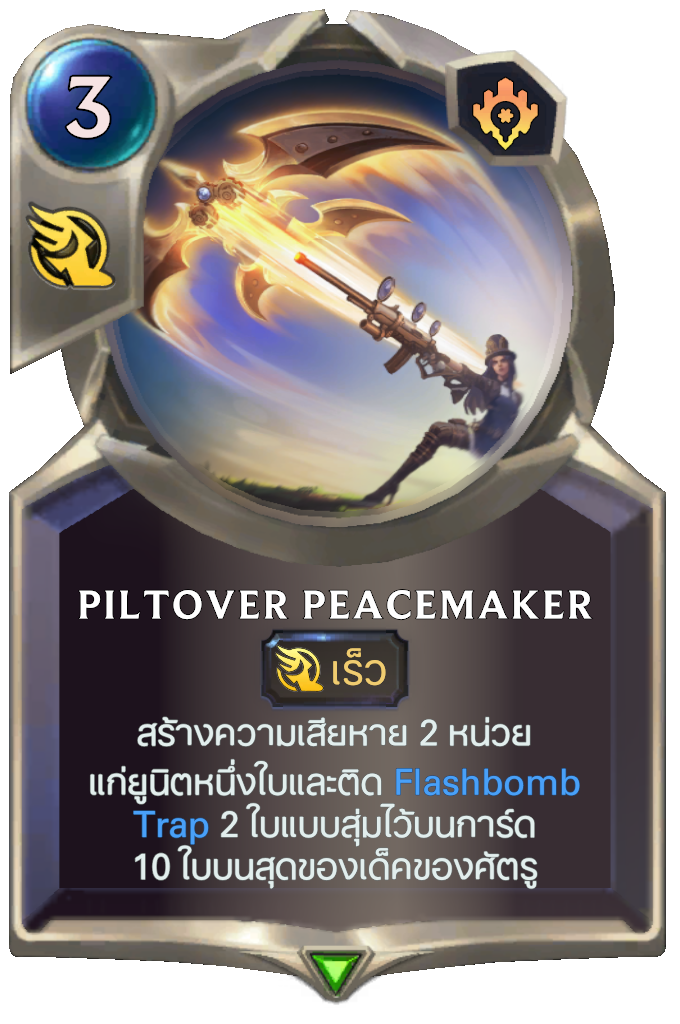 3
PILTOVER PEACEMAKER
เร็ว
สร้างความเสียหาย 2 หน่วย
แก่ยูนิตหนึ่งใบและติด Flashbomb
Trap 2 ใบแบบสุ่มไว้บนการ์ด
10 ใบบนสุดของเด็คของศัตรู